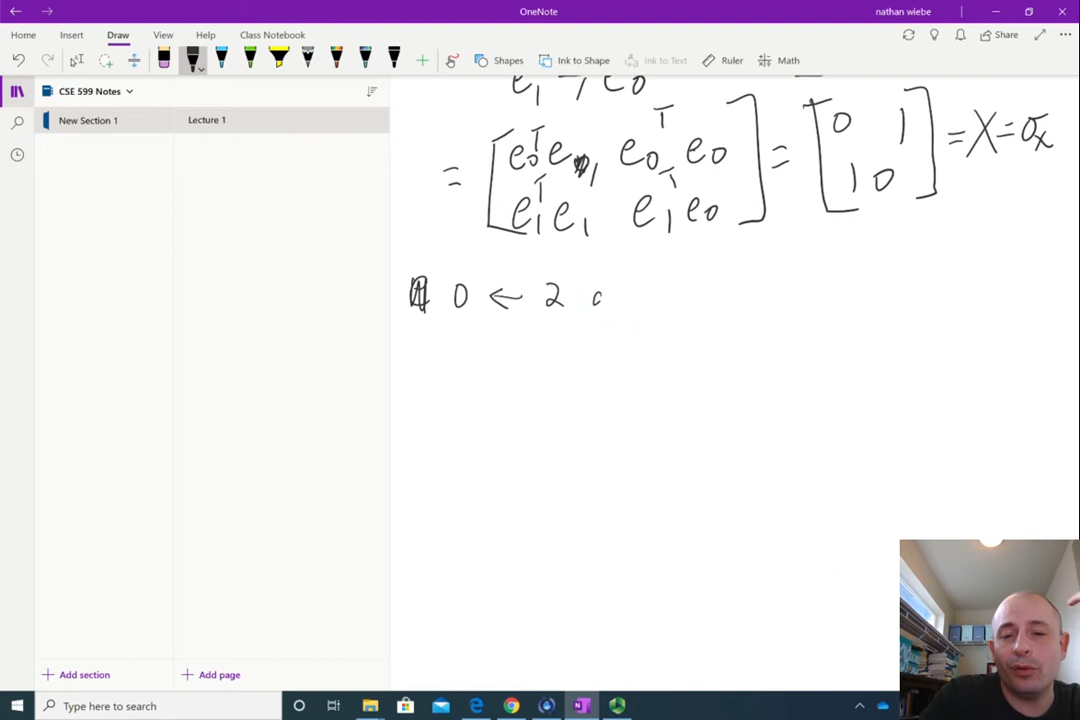 OneNote
nathan wiebe
Home Insert Draw View Help Class Notebook
Share
Shapes Ink to Shape Ink to Text Ruler Math
CSE 599 Notes
New Section 1 Lecture 1
= [e₀ᵀe₁ e₀ᵀe₀ = [0 1 = X = σₓ
e₁ᵀe₁ e₁ᵀe₀] 1 0]
0 ← 2
+ Add section + Add page
Type here to search